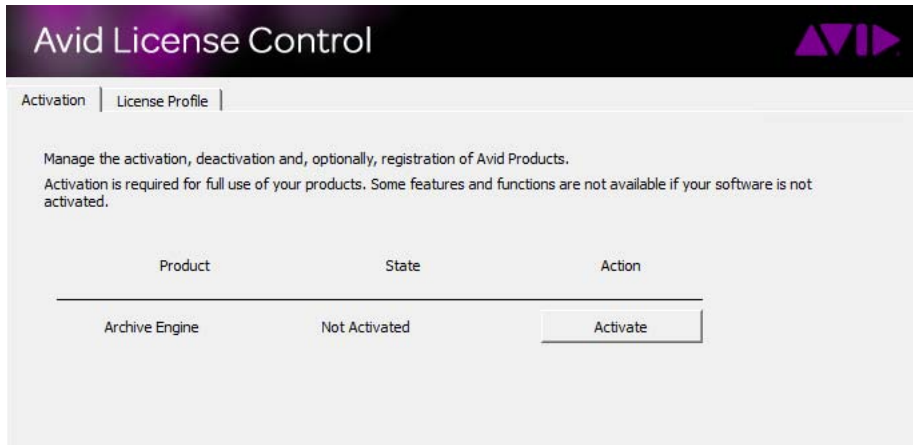 Avid License Control
AVID
Activation License Profile
Manage the activation, deactivation and, optionally, registration of Avid Products.
Activation is required for full use of your products. Some features and functions are not available if your software is not
activated.
Product State Action
Archive Engine Not Activated Activate